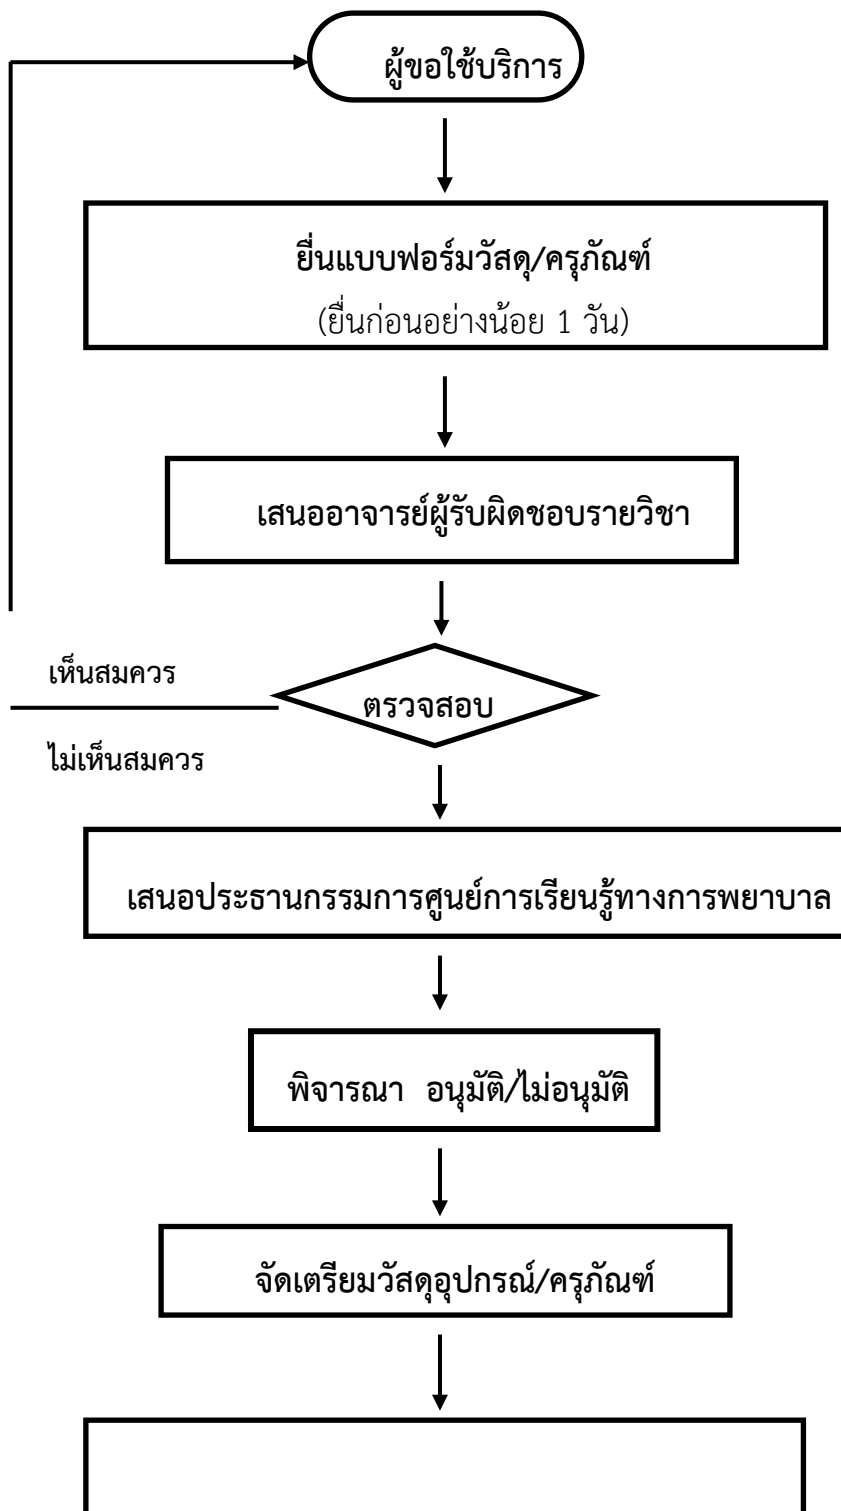 ผู้ขอใช้บริการ
ยื่นแบบฟอร์มวัสดุ/ครุภัณฑ์
(ยื่นก่อนอย่างน้อย 1 วัน)
เสนออาจารย์ผู้รับผิดชอบรายวิชา
เห็นสมควร
ตรวจสอบ
ไม่เห็นสมควร
เสนอประธานกรรมการศูนย์การเรียนรู้ทางการพยาบาล
พิจารณา อนุมัติ/ไม่อนุมัติ
จัดเตรียมวัสดุอุปกรณ์/ครุภัณฑ์